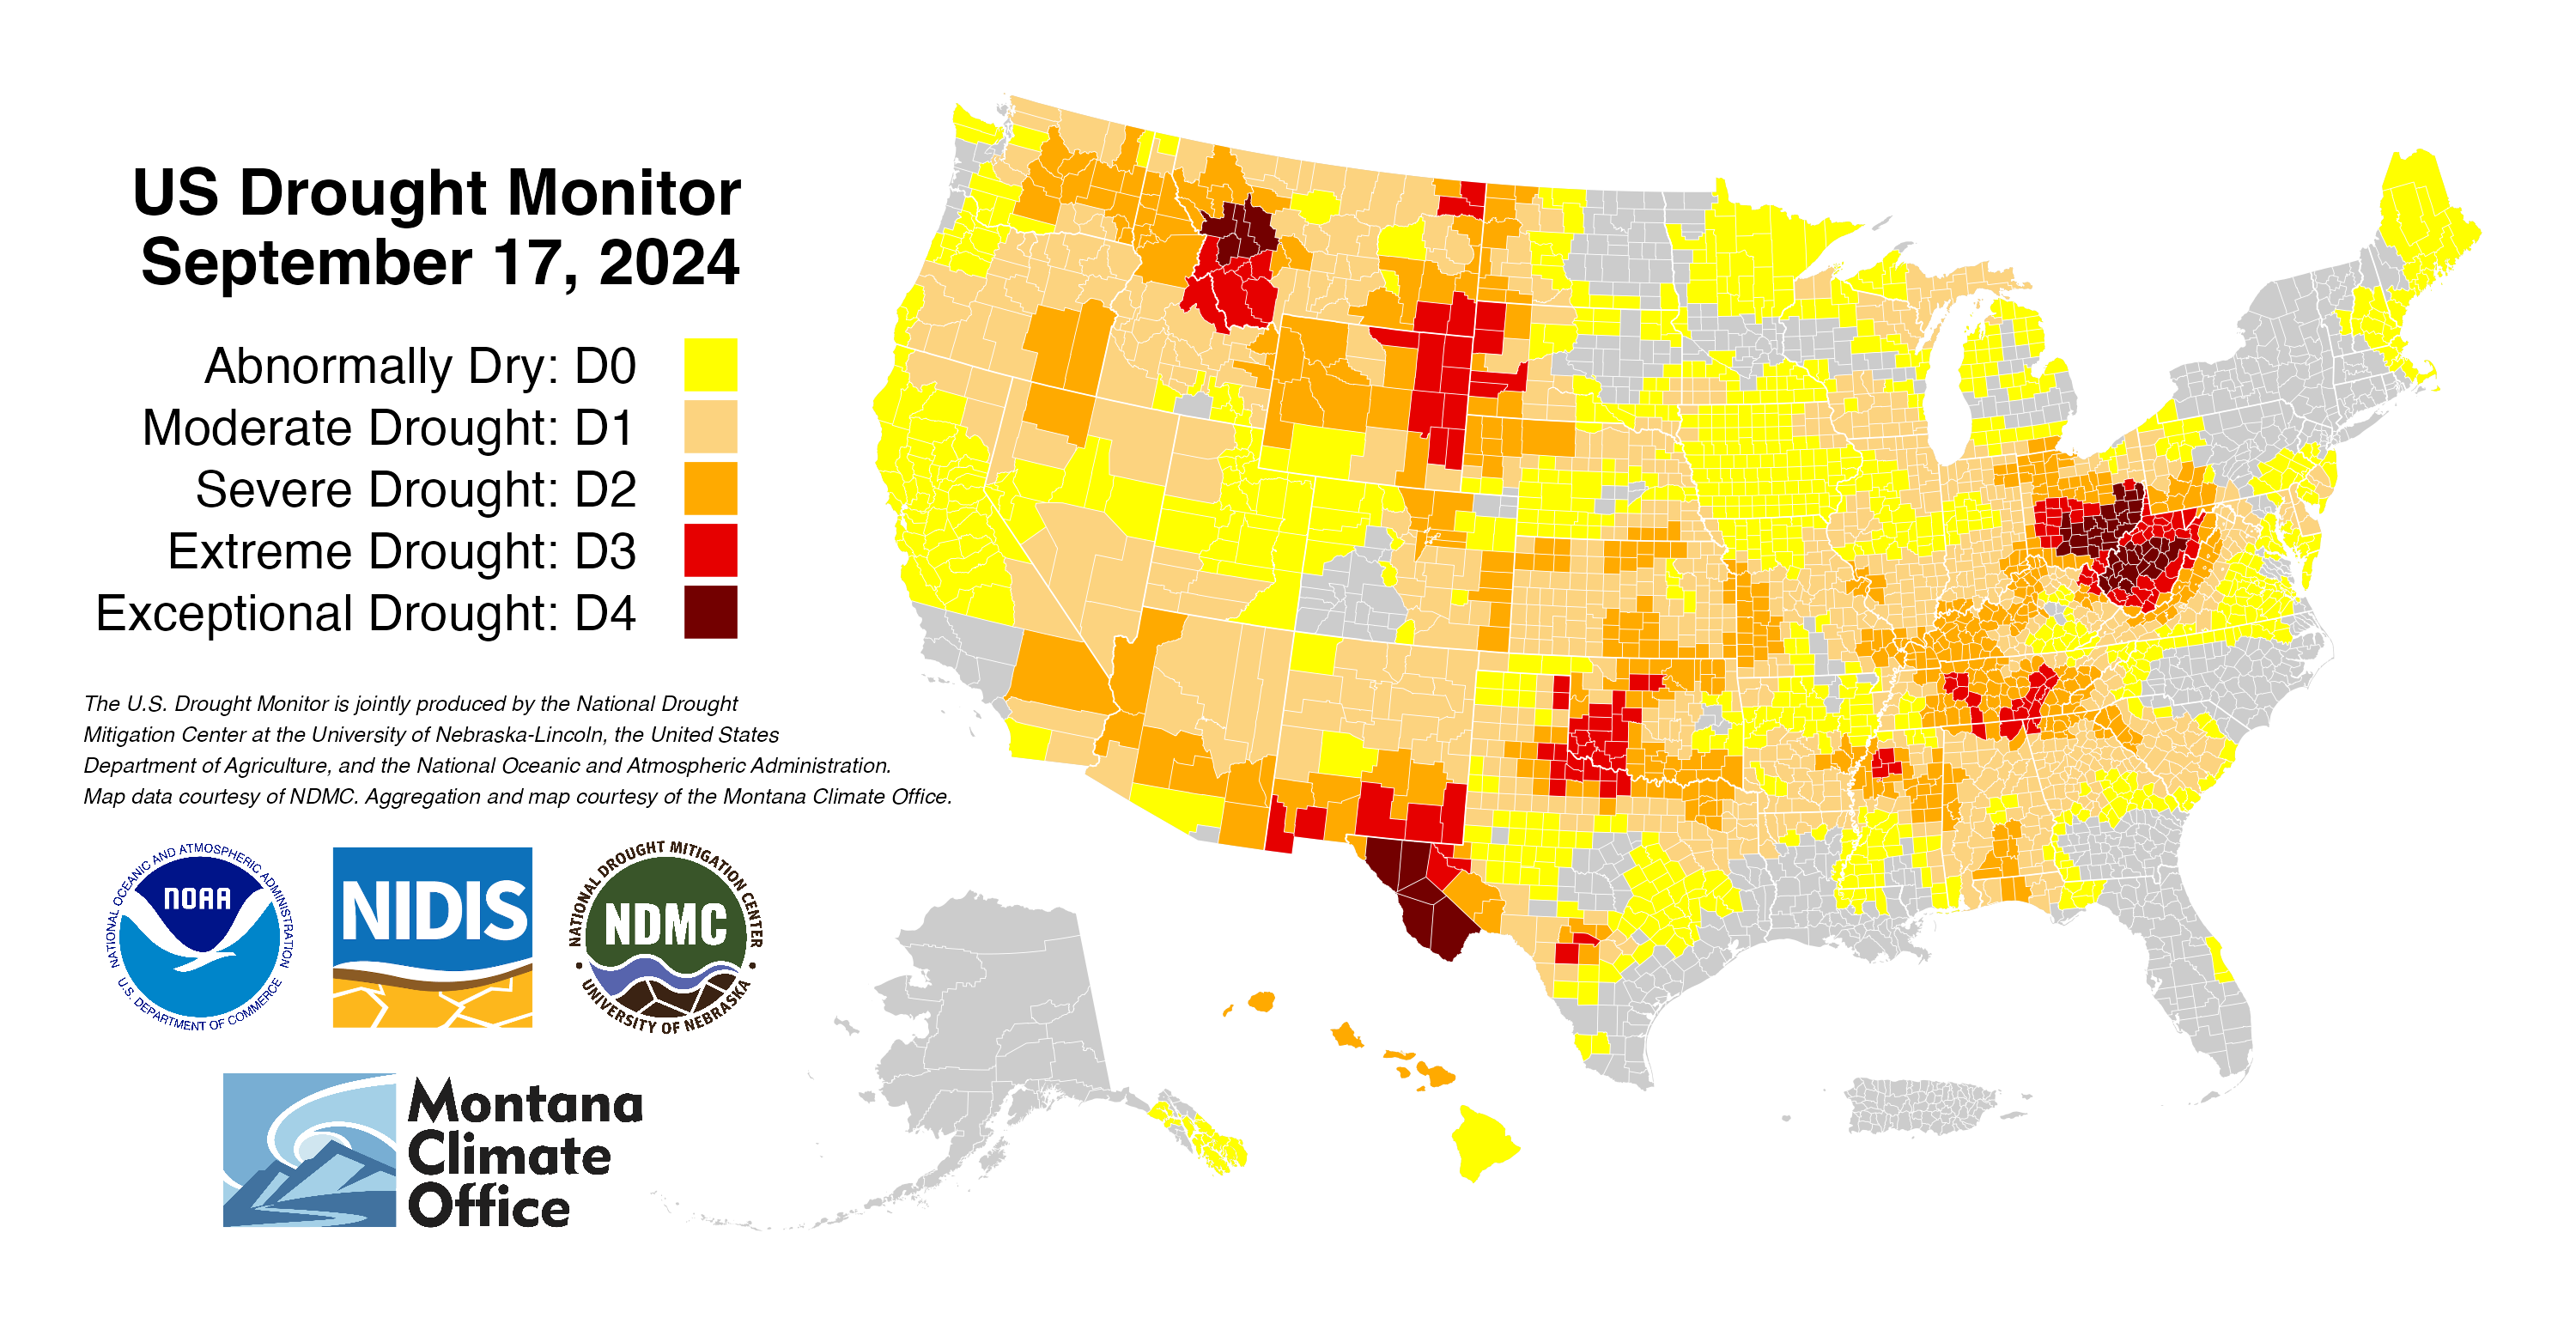 US Drought Monitor
September 17, 2024
Abnormally Dry: D0
Moderate Drought: D1
Severe Drought: D2
Extreme Drought: D3
Exceptional Drought: D4
The U.S. Drought Monitor is jointly produced by the National Drought
Mitigation Center at the University of Nebraska-Lincoln, the United States
Department of Agriculture, and the National Oceanic and Atmospheric Administration.
Map data courtesy of NDMC. Aggregation and map courtesy of the Montana Climate Office.
NATIONAL OCEANIC AND ATMOSPHERIC ADMINISTRATION
NOAA
U.S. DEPARTMENT OF COMMERCE
NIDIS
NATIONAL DROUGHT MITIGATION CENTER
NDMC
UNIVERSITY OF NEBRASKA
Montana
Climate
Office